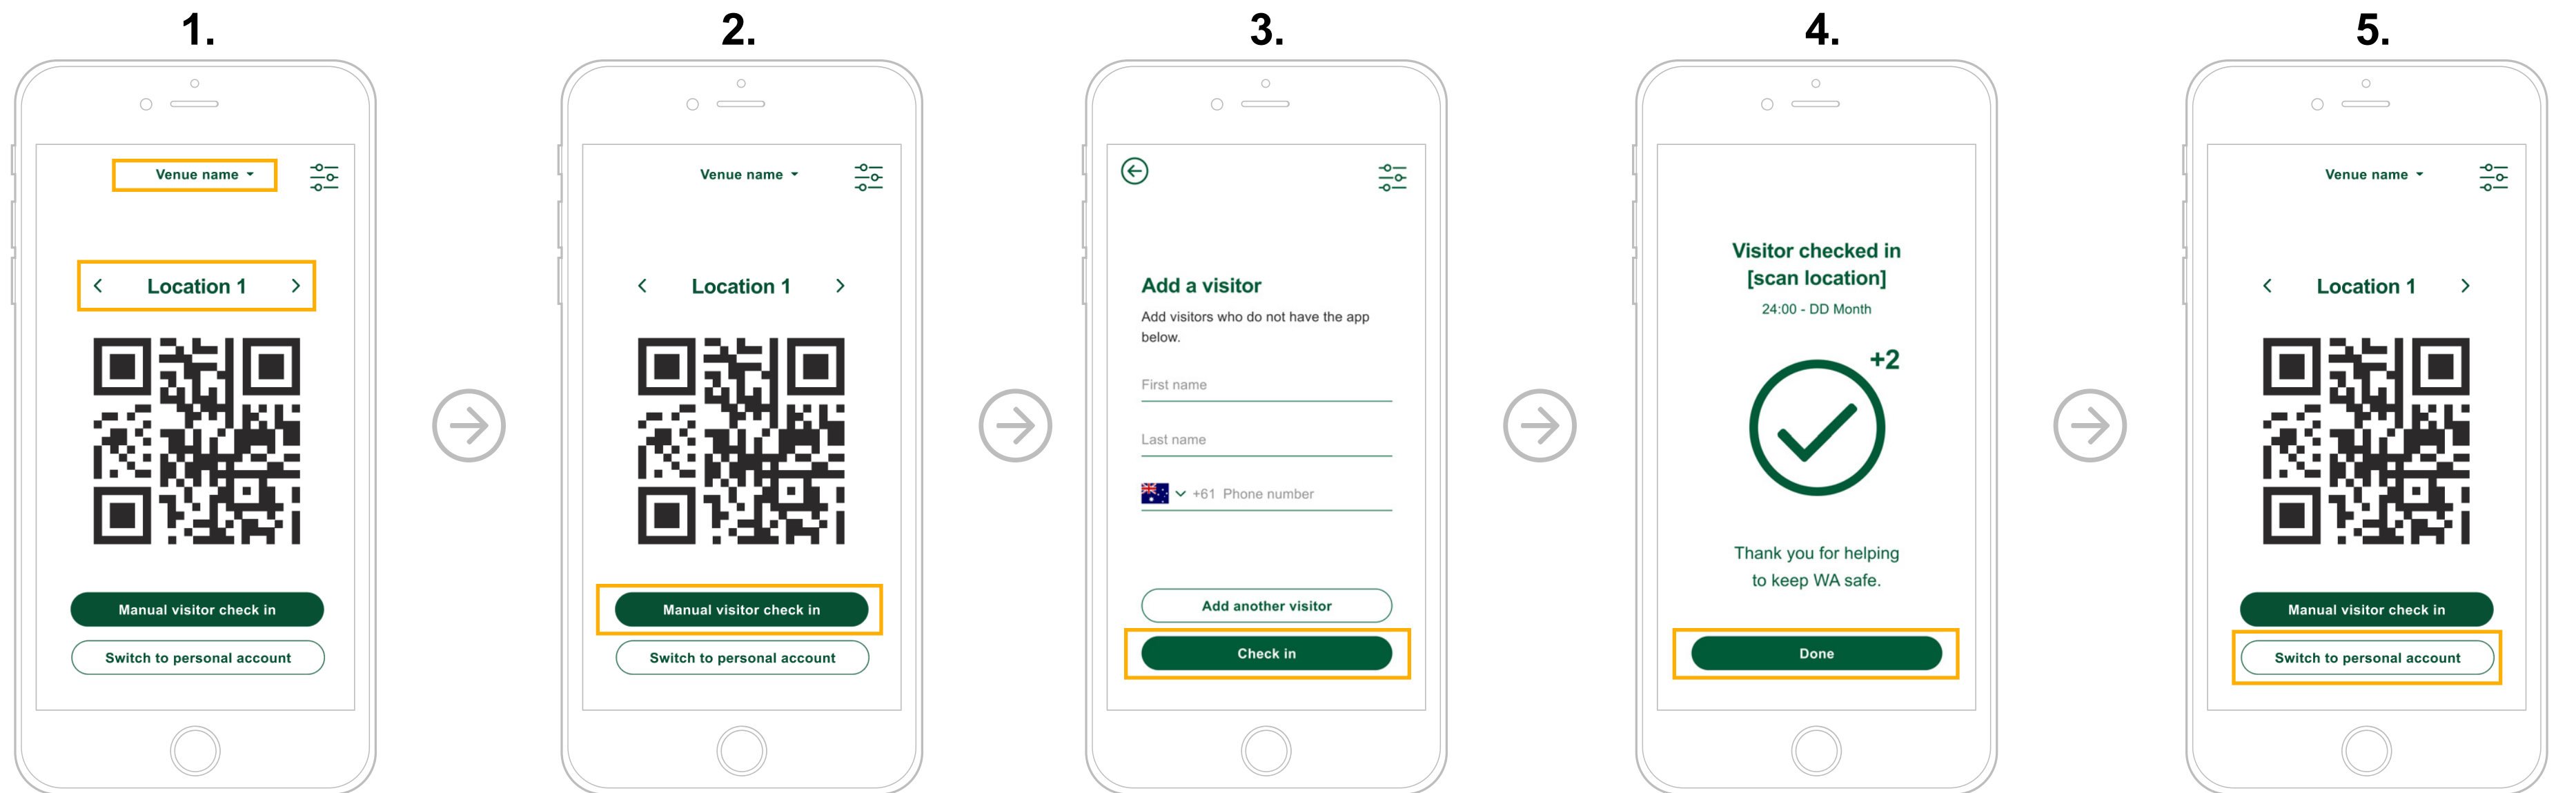 1.
Venue name
Location 1
Manual visitor check in
Switch to personal account
2.
Venue name
Location 1
Manual visitor check in
Switch to personal account
3.
Add a visitor
Add visitors who do not have the app
below.
First name
Last name
+61 Phone number
Add another visitor
Check in
4.
Visitor checked in
[scan location]
24:00 - DD Month
+2
Thank you for helping
to keep WA safe.
Done
5.
Venue name
Location 1
Manual visitor check in
Switch to personal account